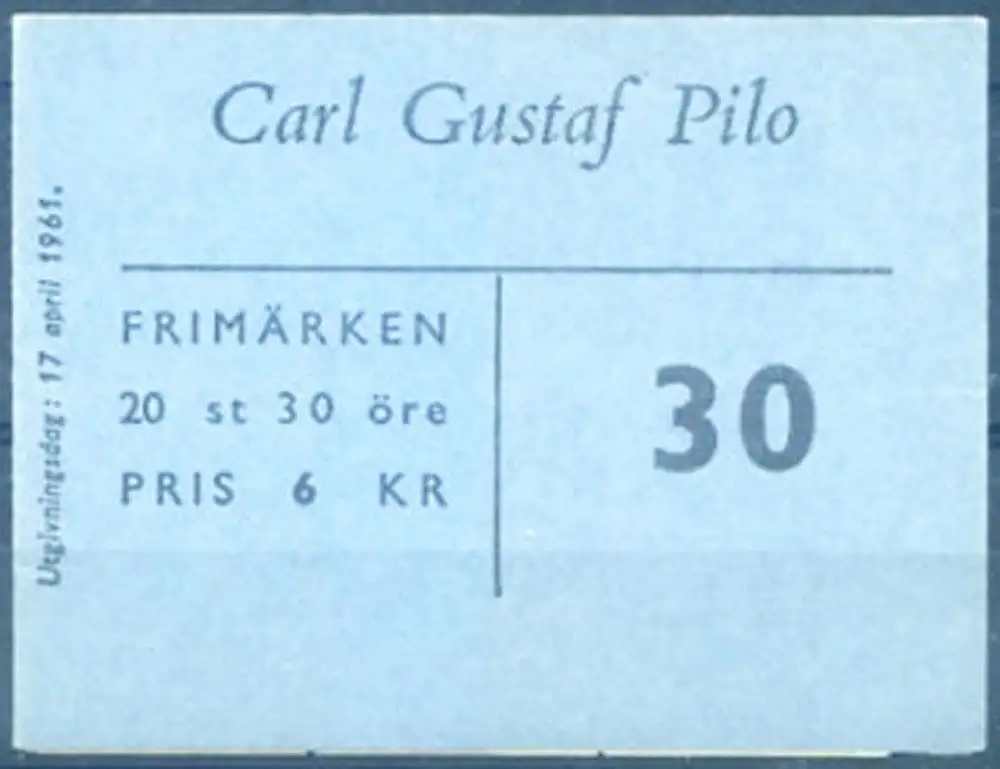 Carl Gustaf Pilo
Utgivningsdag: 17 april 1961.
FRIMÄRKEN
20 st 30 öre
PRIS 6 KR
30